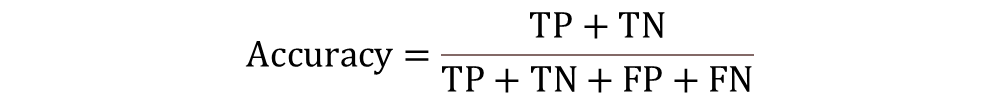 Accuracy = TP + TN / TP + TN + FP + FN